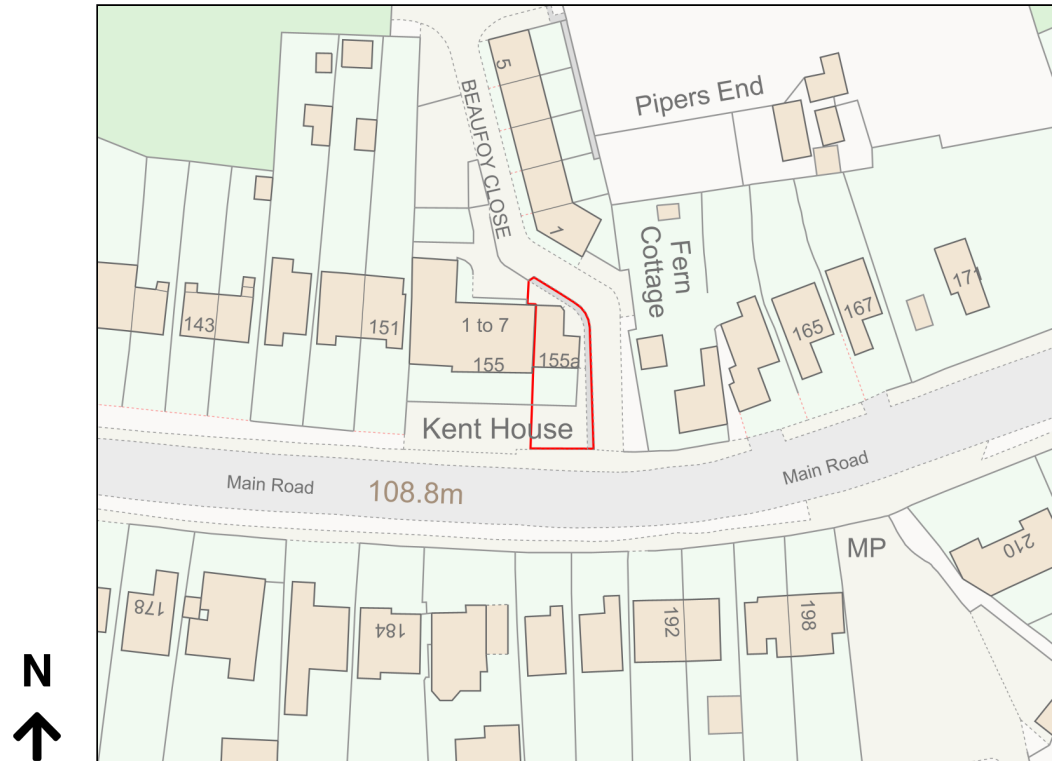 5
BEAUFOY CLOSE
Pipers End
1
Fern
Cottage
171
167
165
143
151
1 to 7
155
155a
Kent House
Main Road
108.8m
Main Road
MP
210
178
184
192
198
N